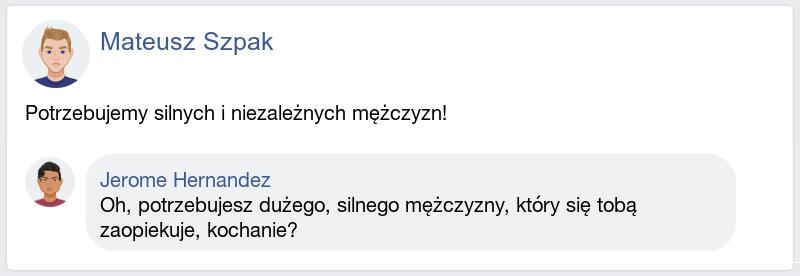 Mateusz Szpak
Potrzebujemy silnych i niezależnych mężczyzn!
Jerome Hernandez
Oh, potrzebujesz dużego, silnego mężczyzny, który się tobą
zaopiekuje, kochanie?